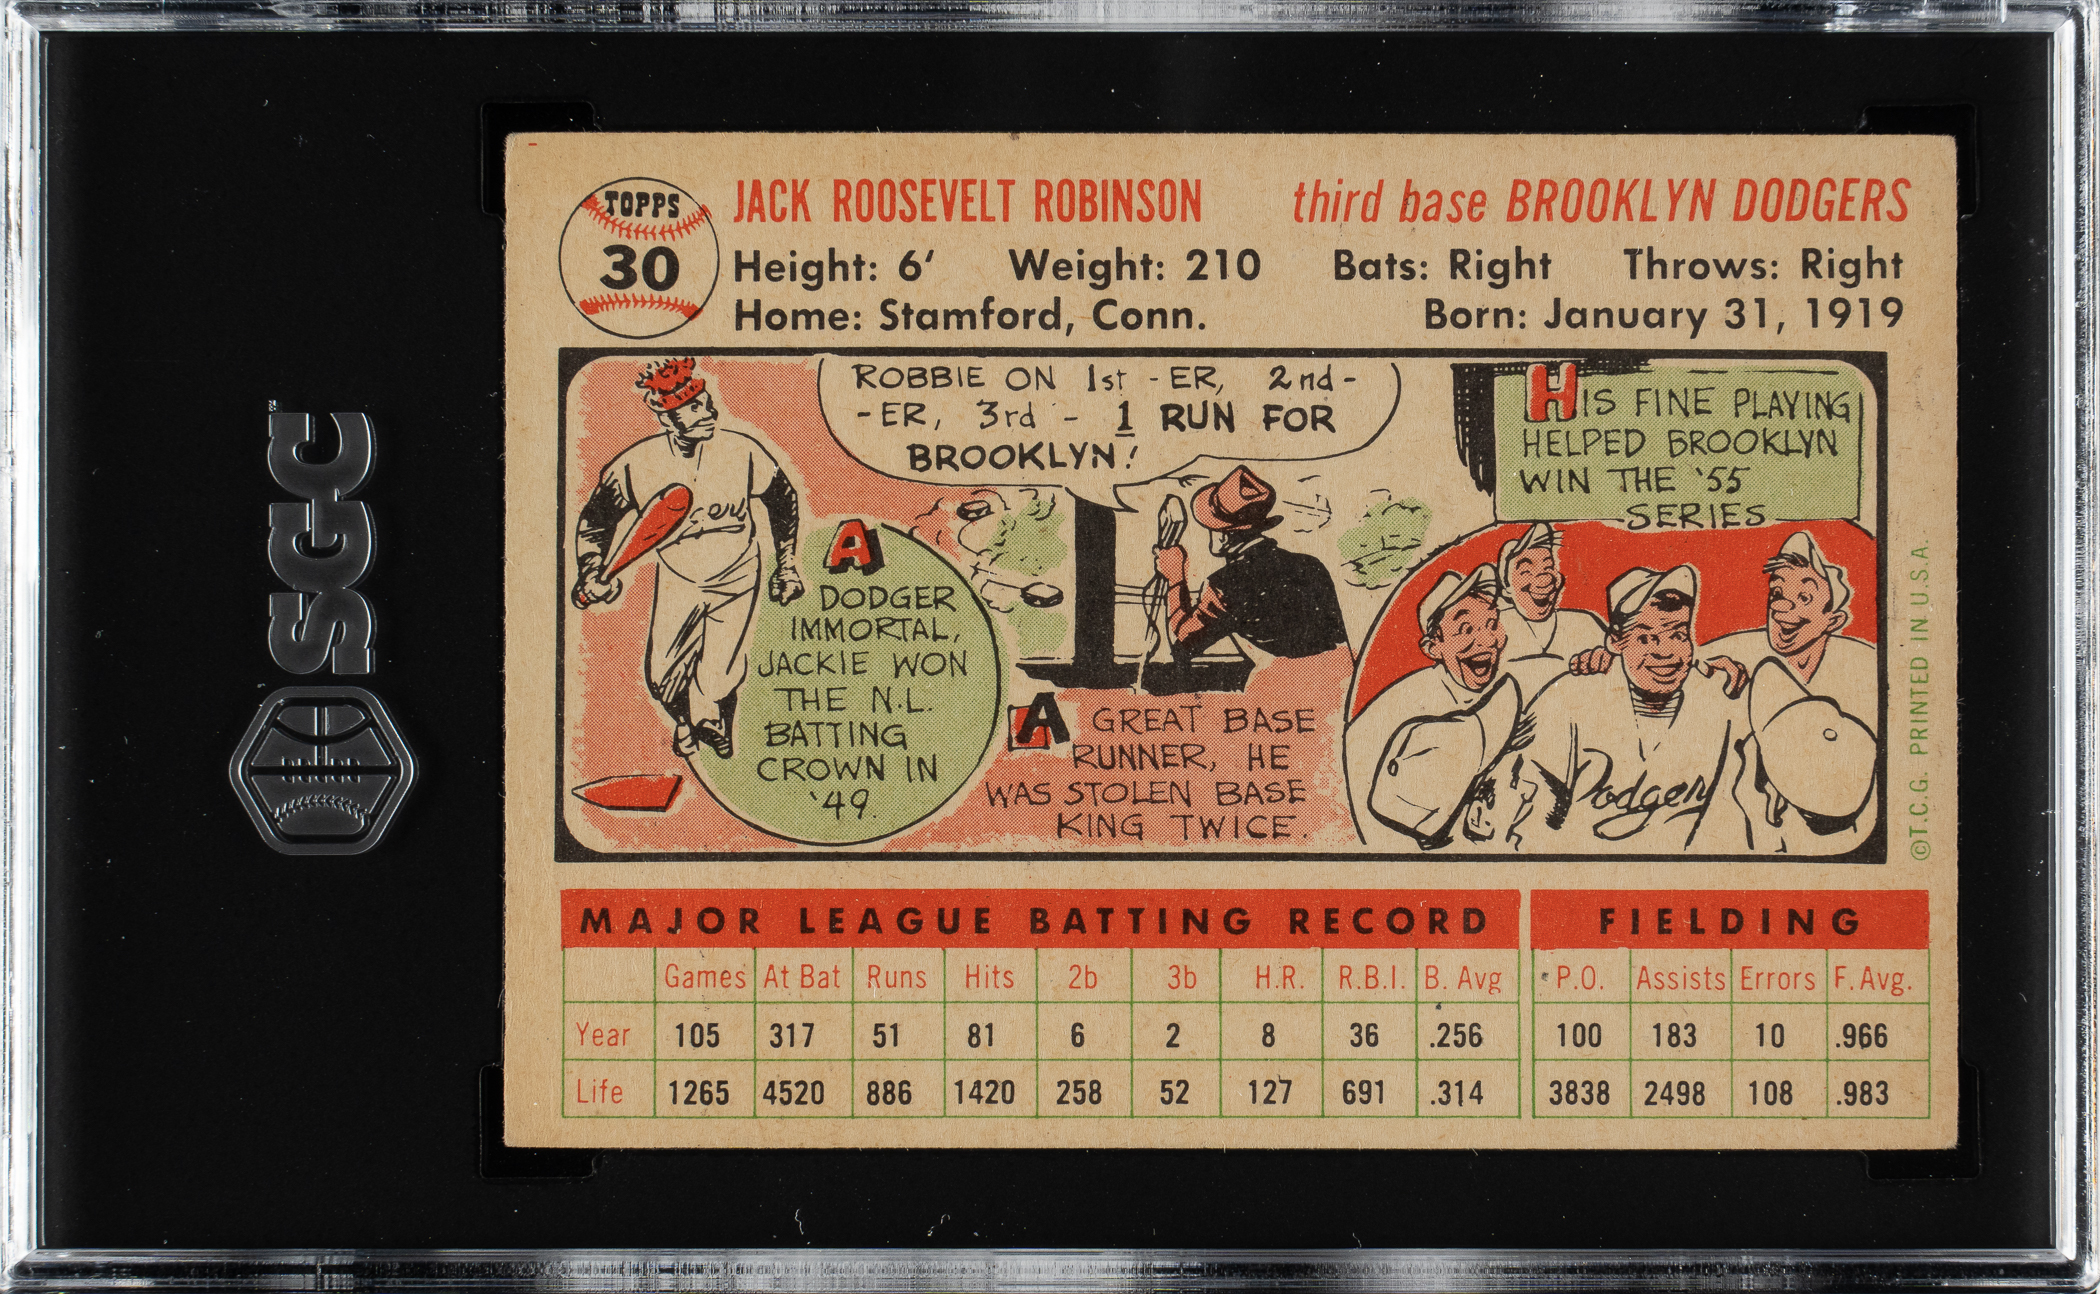 SGC
TOPPS
30
JACK ROOSEVELT ROBINSON third base BROOKLYN DODGERS
Height: 6' Weight: 210 Bats: Right Throws: Right
Home: Stamford, Conn. Born: January 31, 1919
ROBBIE ON 1st -ER, 2nd-
-ER, 3rd - 1 RUN FOR
BROOKLYN!
HIS FINE PLAYING
HELPED BROOKLYN
WIN THE '55
SERIES
A
DODGER
IMMORTAL,
JACKIE WON
THE N.L.
BATTING
CROWN IN
'49.
A GREAT BASE
RUNNER, HE
WAS STOLEN BASE
KING TWICE.
Dodgers
©T.C.G. PRINTED IN U.S.A.
MAJOR LEAGUE BATTING RECORD FIELDING
Games At Bat Runs Hits 2b 3b H.R. R.B.I. B. Avg P.O. Assists Errors F. Avg.
Year 105 317 51 81 6 2 8 36 .256 100 183 10 .966
Life 1265 4520 886 1420 258 52 127 691 .314 3838 2498 108 .983